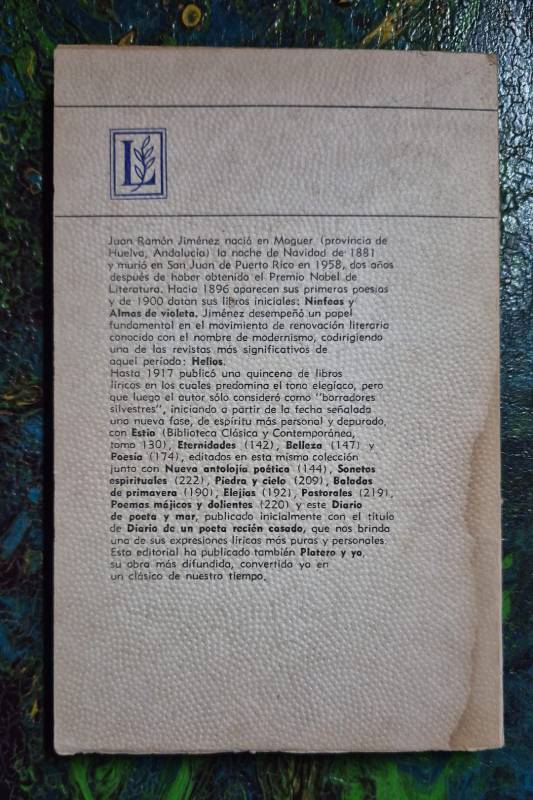 L
Juan Ramón Jiménez nació en Moguer (provincia de
Huelva, Andalucía) la noche de Navidad de 1881
y murió en San Juan de Puerto Rico en 1958, dos años
después de haber obtenido el Premio Nobel de
Literatura. Hacia 1896 aparecen sus primeras poesías
y de 1900 datan sus libros iniciales: Ninfeas y
Almas de violeta. Jiménez desempeñó un papel
fundamental en el movimiento de renovación literaria
conocido con el nombre de modernismo, codirigiendo
una de las revistas más significativas de
aquel período: Helios.
Hasta 1917 publicó una quincena de libros
líricos en los cuales predomina el tono elegíaco, pero
que luego el autor sólo consideró como "borradores
silvestres", iniciando a partir de la fecha señalada
una nueva fase, de espíritu más personal y depurado,
con Estío (Biblioteca Clásica y Contemporánea,
tomo 130), Eternidades (142), Belleza (147) y
Poesía (174), editados en esta misma colección
junto con Nueva antolojía poética (144), Sonetos
espirituales (222), Piedra y cielo (209), Baladas
de primavera (190), Elejías (192), Pastorales (219),
Poemas májicos y dolientes (220) y este Diario
de poeta y mar, publicado inicialmente con el título
de Diario de un poeta recién casado, que nos brinda
una de sus expresiones líricas más puras y personales.
Esta editorial ha publicado también Platero y yo,
su obra más difundida, convertida ya en
un clásico de nuestro tiempo.